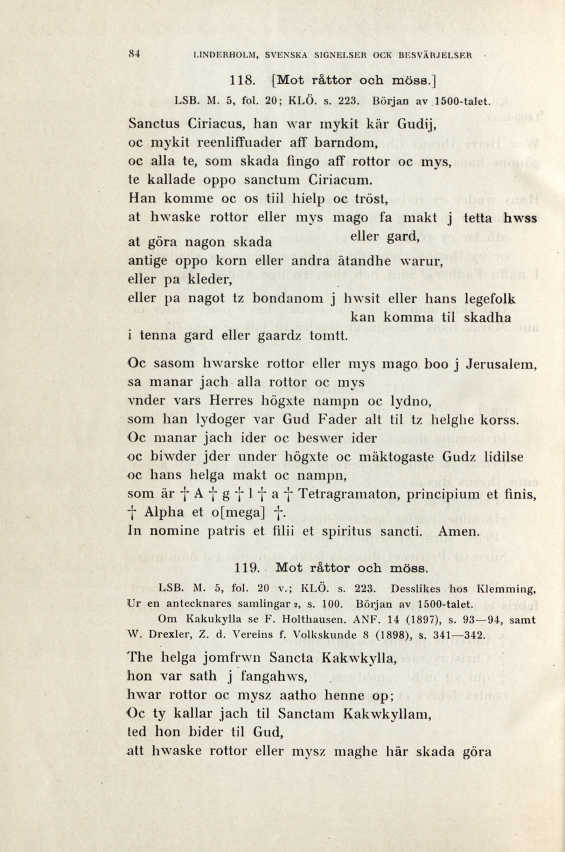 84 LINDERHOLM, SVENSKA SIGNELSER OCK BESVÄRJELSER
118. [Mot råttor och möss.]
LSB. M. 5, fol. 20; KLÖ. s. 223. Början av 1500-talet.
Sanctus Ciriacus, han war mykit kär Gudij,
oc mykit reenliffuader aff barndom,
oc alla te, som skada fingo aff rottor oc mys,
te kallade oppo sanctum Ciriacum.
Han komme oc os tiil hielp oc tröst,
at hwaske rottor eller mys mago fa makt j tetta hwss
eller gard,
at göra nagon skada
antige oppo korn eller andra ätandhe warur,
eller pa kleder,
eller pa nagot tz bondanom j hwsit eller hans legefolk
kan komma til skadha
i tenna gard eller gaardz tomtt.
Oc sasom hwarske rottor eller mys mago boo j Jerusalem,
sa manar jach alla rottor oc mys
vnder vars Herres högxte nampn oc lydno,
som han lydoger var Gud Fader alt til tz helghe korss.
Oc manar jach ider oc beswer ider
oc biwder jder under högxte oc mäktogaste Gudz lidilse
oc hans helga makt oc nampn,
som är † A † g † l † a † Tetragramaton, principium et finis,
† Alpha et o[mega] †.
In nomine patris et filii et spiritus sancti. Amen.
119. Mot råttor och möss.
LSB. M. 5, fol. 20 v.; KLÖ. s. 223. Desslikes hos Klemming,
Ur en antecknares samlingar 2, s. 100. Början av 1500-talet.
Om Kakukylla se F. Holthausen. ANF. 14 (1897), s. 93—94, samt
W. Drexler, Z. d. Vereins f. Volkskunde 8 (1898), s. 341—342.
The helga jomfrwn Sancta Kakwkylla,
hon var sath j fangahws,
hwar rottor oc mysz aatho henne op;
Oc ty kallar jach til Sanctam Kakwkyllam,
ted hon bider til Gud,
att hwaske rottor eller mysz maghe här skada göra